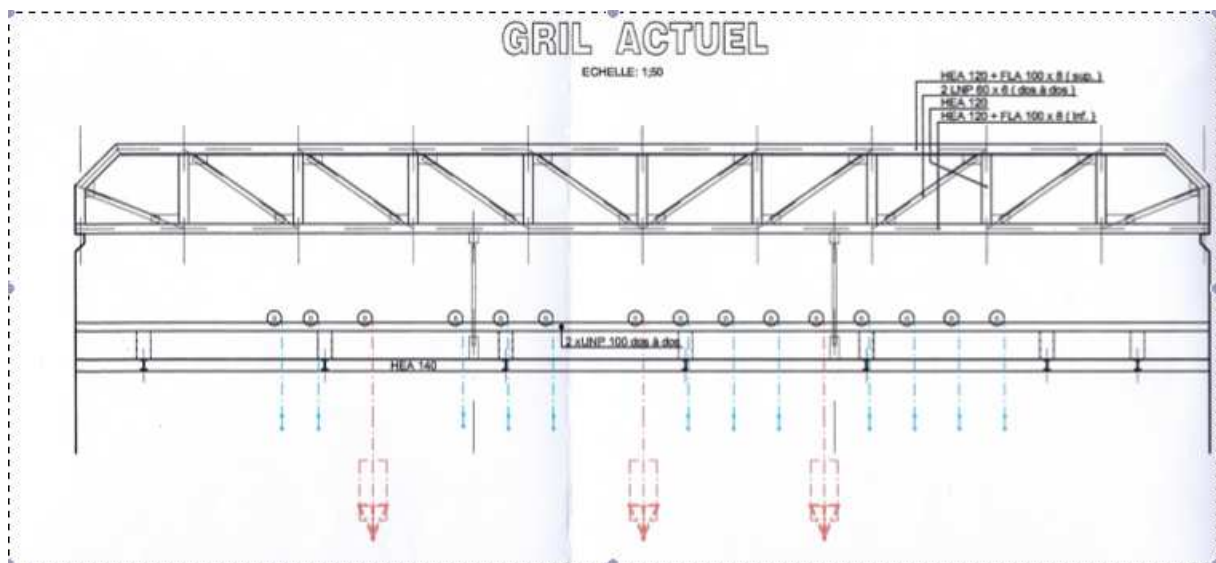 GRIL ACTUEL
ECHELLE: 1:50
HEA 120 + FLA 100 x 8 ( sup. )
2 LNP 60 x 6 ( dos à dos )
HEA 120
HEA 120 + FLA 100 x 8 ( inf. )
2 xUNP 100 dos à dos
HEA 140